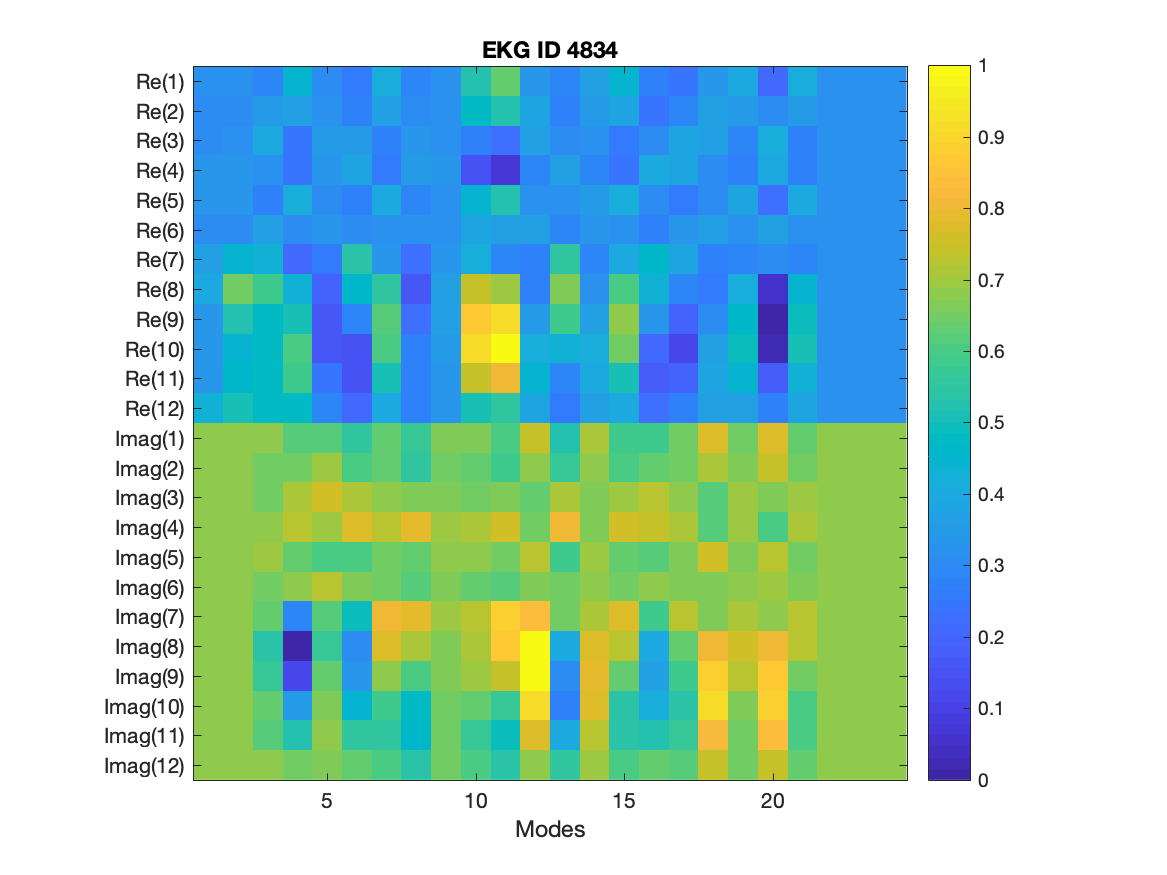 EKG ID 4834
Re(1)
Re(2)
Re(3)
Re(4)
Re(5)
Re(6)
Re(7)
Re(8)
Re(9)
Re(10)
Re(11)
Re(12)
Imag(1)
Imag(2)
Imag(3)
Imag(4)
Imag(5)
Imag(6)
Imag(7)
Imag(8)
Imag(9)
Imag(10)
Imag(11)
Imag(12)
5 10 15 20
Modes
1
0.9
0.8
0.7
0.6
0.5
0.4
0.3
0.2
0.1
0